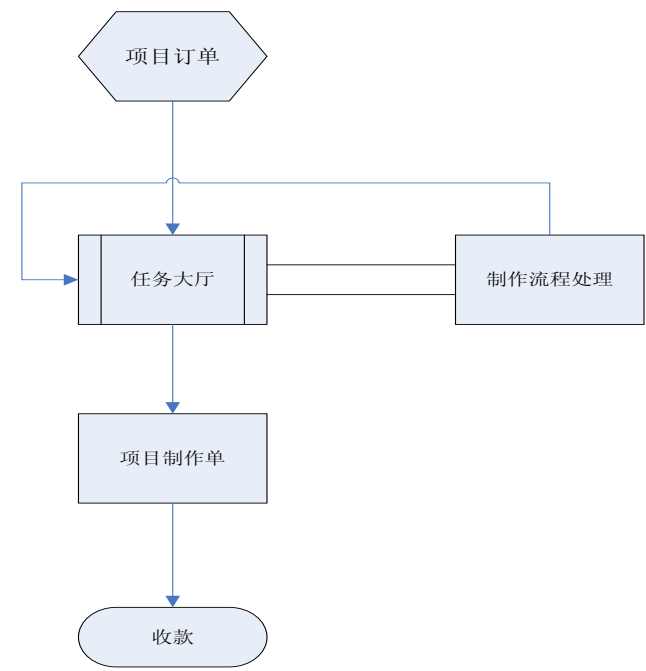 项目订单
任务大厅
制作流程处理
项目制作单
收款